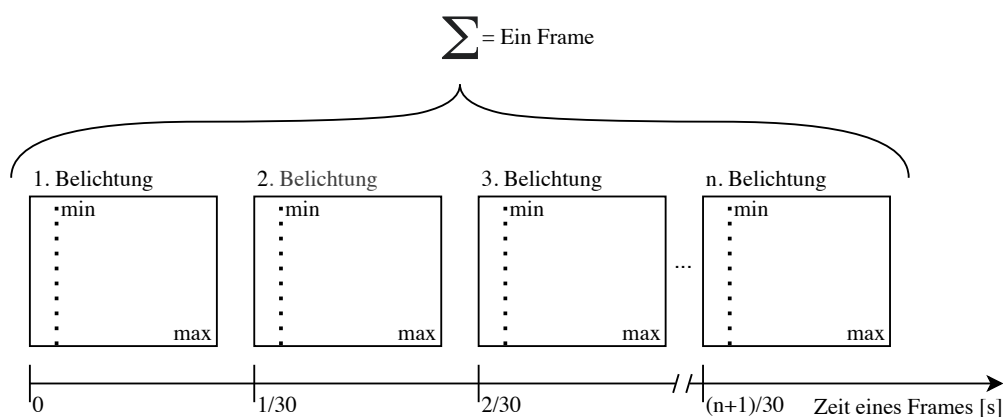 ∑ = Ein Frame
1. Belichtung 2. Belichtung 3. Belichtung n. Belichtung
min min min min
...
max max max max
0 1/30 2/30 (n+1)/30 Zeit eines Frames [s]